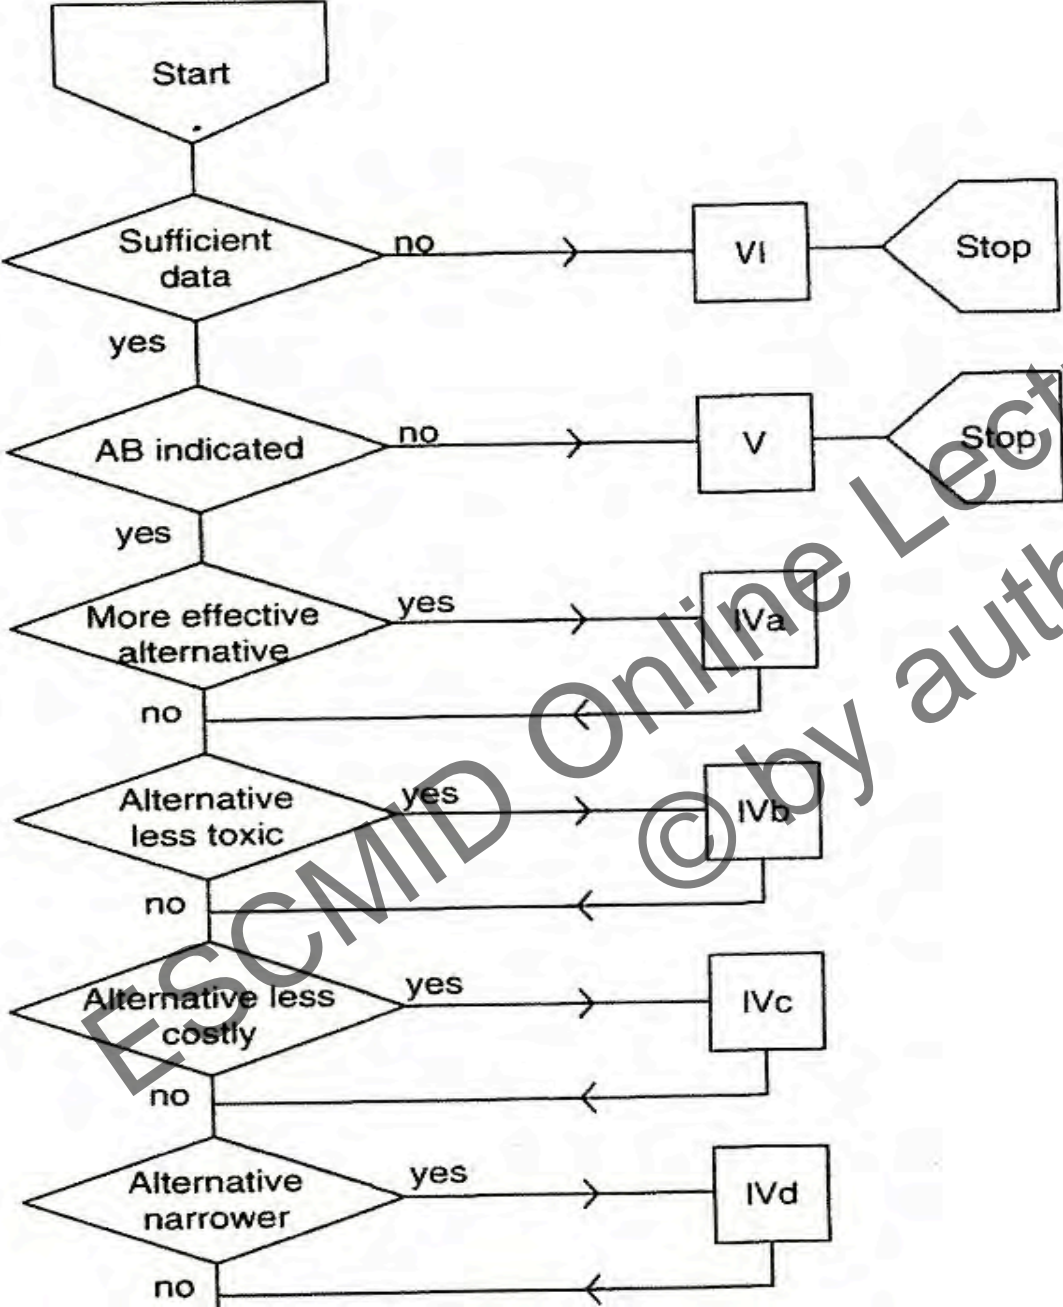 Start
Sufficient
data
no
VI
Stop
yes
AB indicated
no
V
Stop
yes
More effective
alternative
yes
IVa
no
Alternative
less toxic
yes
IVb
no
Alternative less
costly
yes
IVc
no
Alternative
narrower
yes
IVd
no
ESCMID Online Lect
© by auth